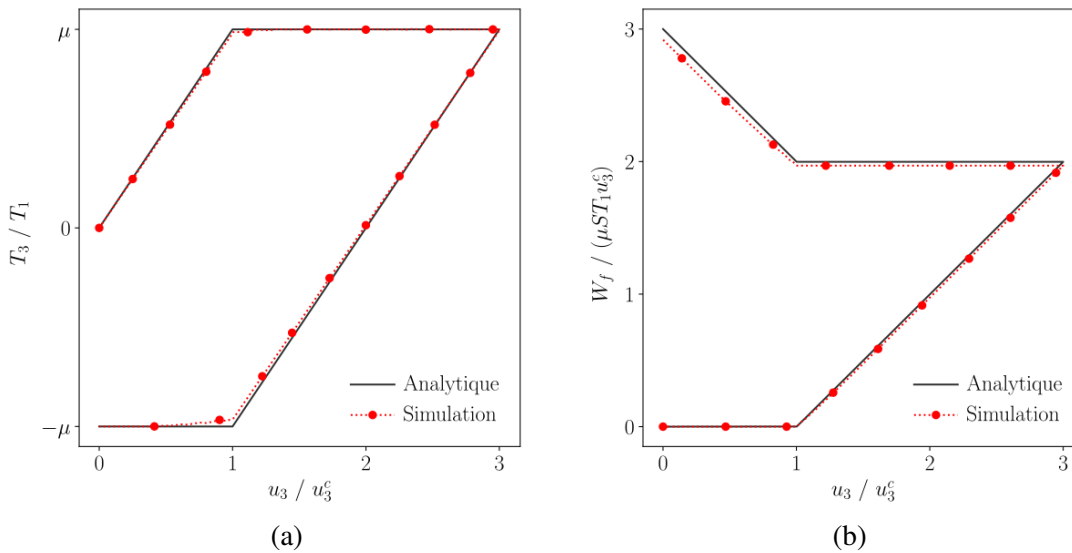 μ
0
−μ
T₃ / T₁
0 1 2 3
u₃ / u₃ᶜ
Analytique
Simulation
(a)
3
2
1
0
W_f / (μST₁u₃ᶜ)
0 1 2 3
u₃ / u₃ᶜ
Analytique
Simulation
(b)